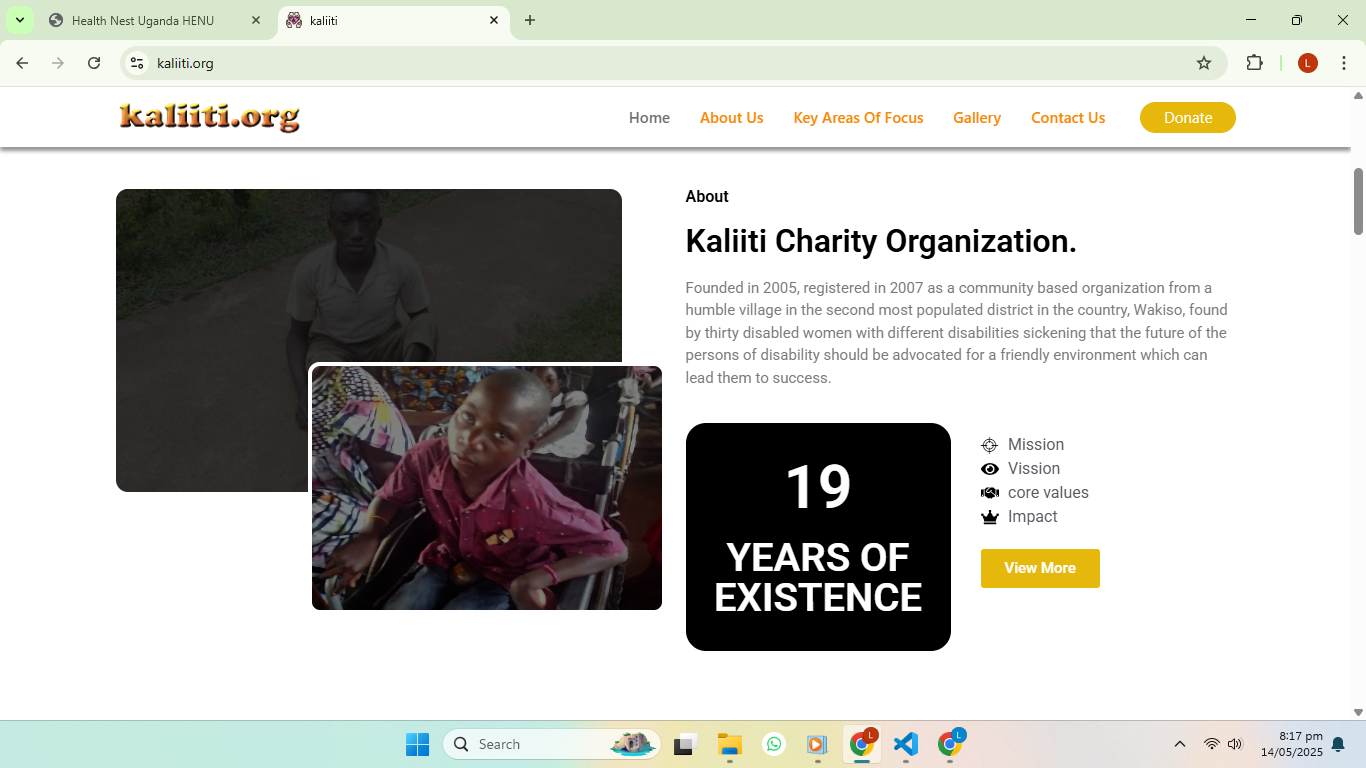 Health Nest Uganda HENU
kaliiti
kaliiti.org
L
kaliiti.org
Home
About Us
Key Areas Of Focus
Gallery
Contact Us
Donate
About
Kaliiti Charity Organization.
Founded in 2005, registered in 2007 as a community based organization from a
humble village in the second most populated district in the country, Wakiso, found
by thirty disabled women with different disabilities sickening that the future of the
persons of disability should be advocated for a friendly environment which can
lead them to success.
19
YEARS OF
EXISTENCE
Mission
Vission
core values
Impact
View More
Search
L
L
8:17 pm
14/05/2025